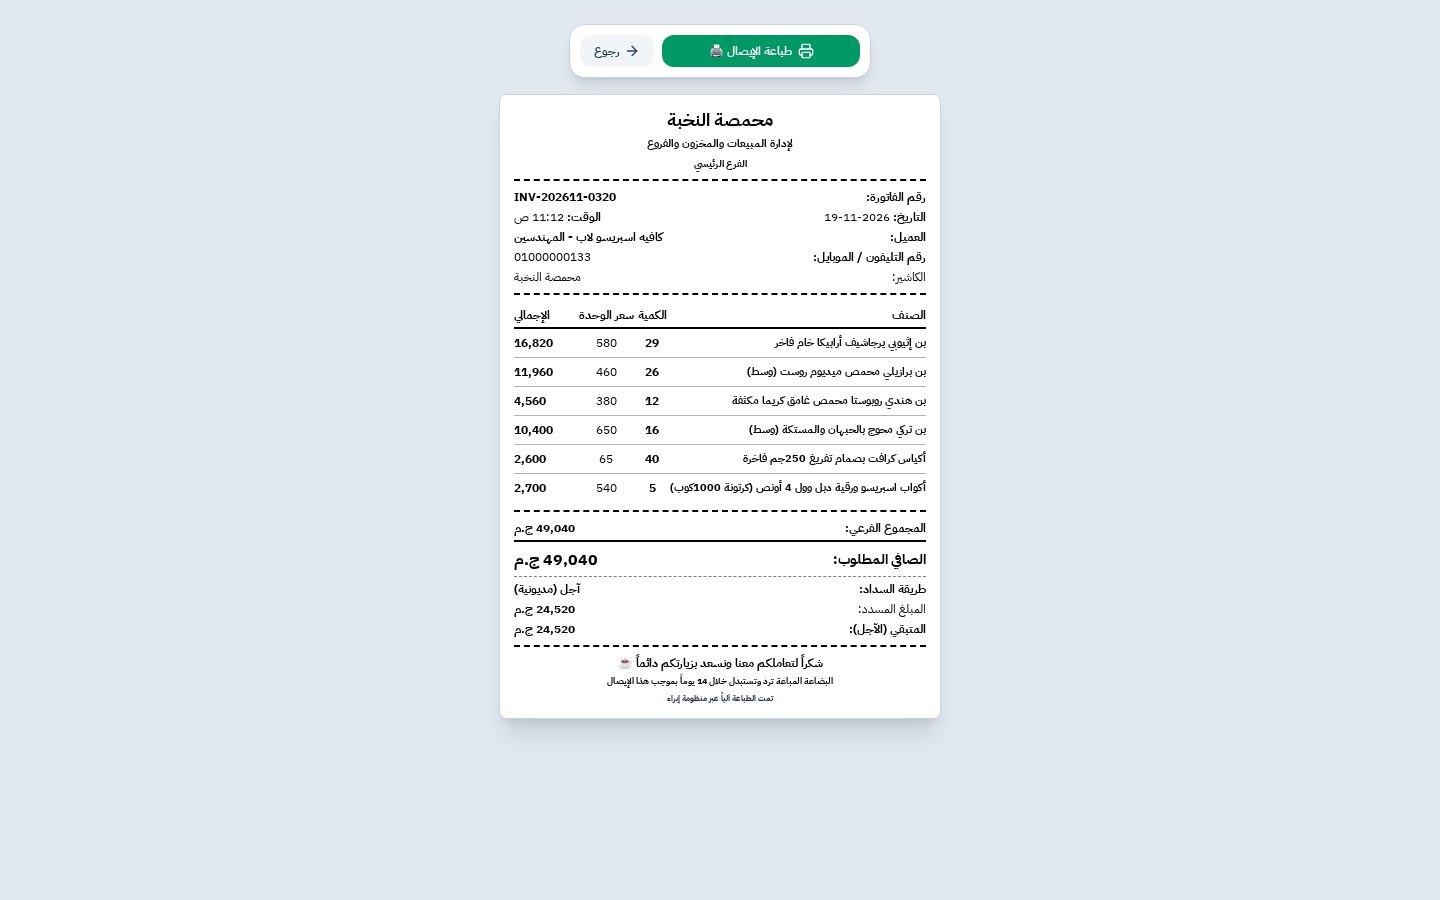 طباعة الإيصال 🖨️
رجوع
محمصة النخبة
لإدارة المبيعات والمخزون والفروع
الفرع الرئيسي
رقم الفاتورة: INV-202611-0320
التاريخ: 2026-11-19 الوقت: 11:12 ص
العميل: كافيه اسبريسو لاب - المهندسين
رقم التليفون / الموبايل: 01000000133
الكاشير: محمصة النخبة
الصنف الكمية سعر الوحدة الإجمالي
بن إثيوبي يرجاشيف أرابيكا خام فاخر 29 580 16,820
بن برازيلي محمص ميديوم روست (وسط) 26 460 11,960
بن هندي روبوستا محمص غامق كريما مكثفة 12 380 4,560
بن تركي محوج بالحبهان والمستكة (وسط) 16 650 10,400
أكياس كرافت بصمام تفريغ 250جم فاخرة 40 65 2,600
أكواب اسبريسو ورقية دبل وول 4 أونص (كرتونة 1000كوب) 5 540 2,700
المجموع الفرعي: 49,040 ج.م
الصافي المطلوب: 49,040 ج.م
طريقة السداد: آجل (مديونية)
المبلغ المسدد: 24,520 ج.م
المتبقي (الآجل): 24,520 ج.م
شكراً لتعاملكم معنا ونسعد بزيارتكم دائماً ☕
البضاعة المباعة ترد وتستبدل خلال 14 يوماً بموجب هذا الإيصال
تمت الطباعة آلياً عبر منظومة إبراء